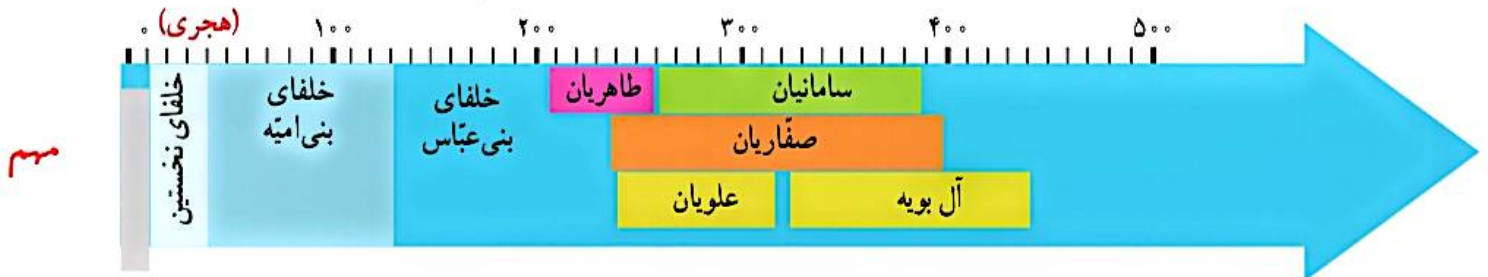 ۰ (هجری) ۱۰۰ ۲۰۰ ۳۰۰ ۴۰۰ ۵۰۰
خلفای نخستین
خلفای
بنی‌امیّه
خلفای
بنی‌عبّاس
طاهریان
سامانیان
صفّاریان
علویان
آل بویه
مهم